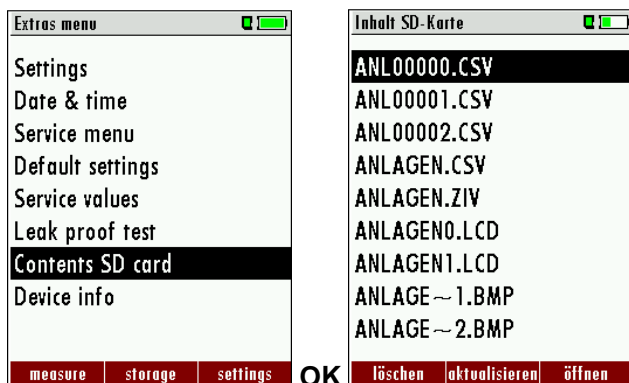 Extras menu
Settings
Date & time
Service menu
Default settings
Service values
Leak proof test
Contents SD card
Device info
measure storage settings
OK
Inhalt SD-Karte
ANL00000.CSV
ANL00001.CSV
ANL00002.CSV
ANLAGEN.CSV
ANLAGEN.ZIV
ANLAGEN0.LCD
ANLAGEN1.LCD
ANLAGE~1.BMP
ANLAGE~2.BMP
löschen aktualisieren öffnen